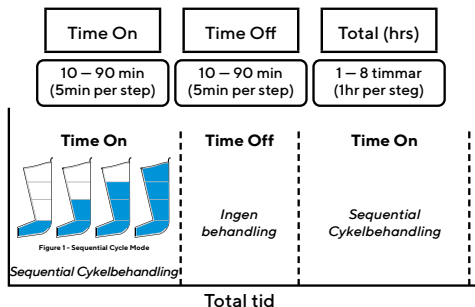 Time On
Time Off
Total (hrs)
10 – 90 min
(5min per step)
10 – 90 min
(5min per step)
1 – 8 timmar
(1hr per steg)
Time On
Time Off
Time On
Figure 1 - Sequential Cycle Mode
Sequential Cykelbehandling
Ingen
behandling
Sequential
Cykelbehandling
Total tid